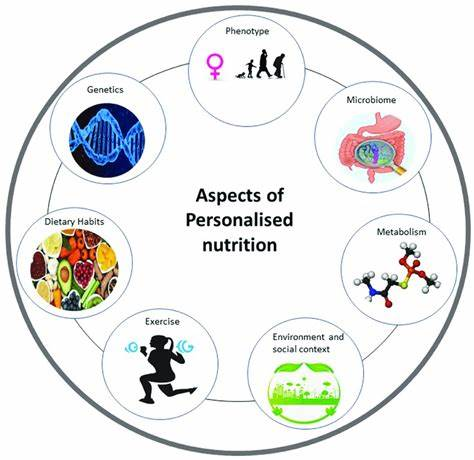 Phenotype
Genetics
Microbiome
Aspects of
Personalised
nutrition
Dietary Habits
Metabolism
Exercise
Environment and
social context